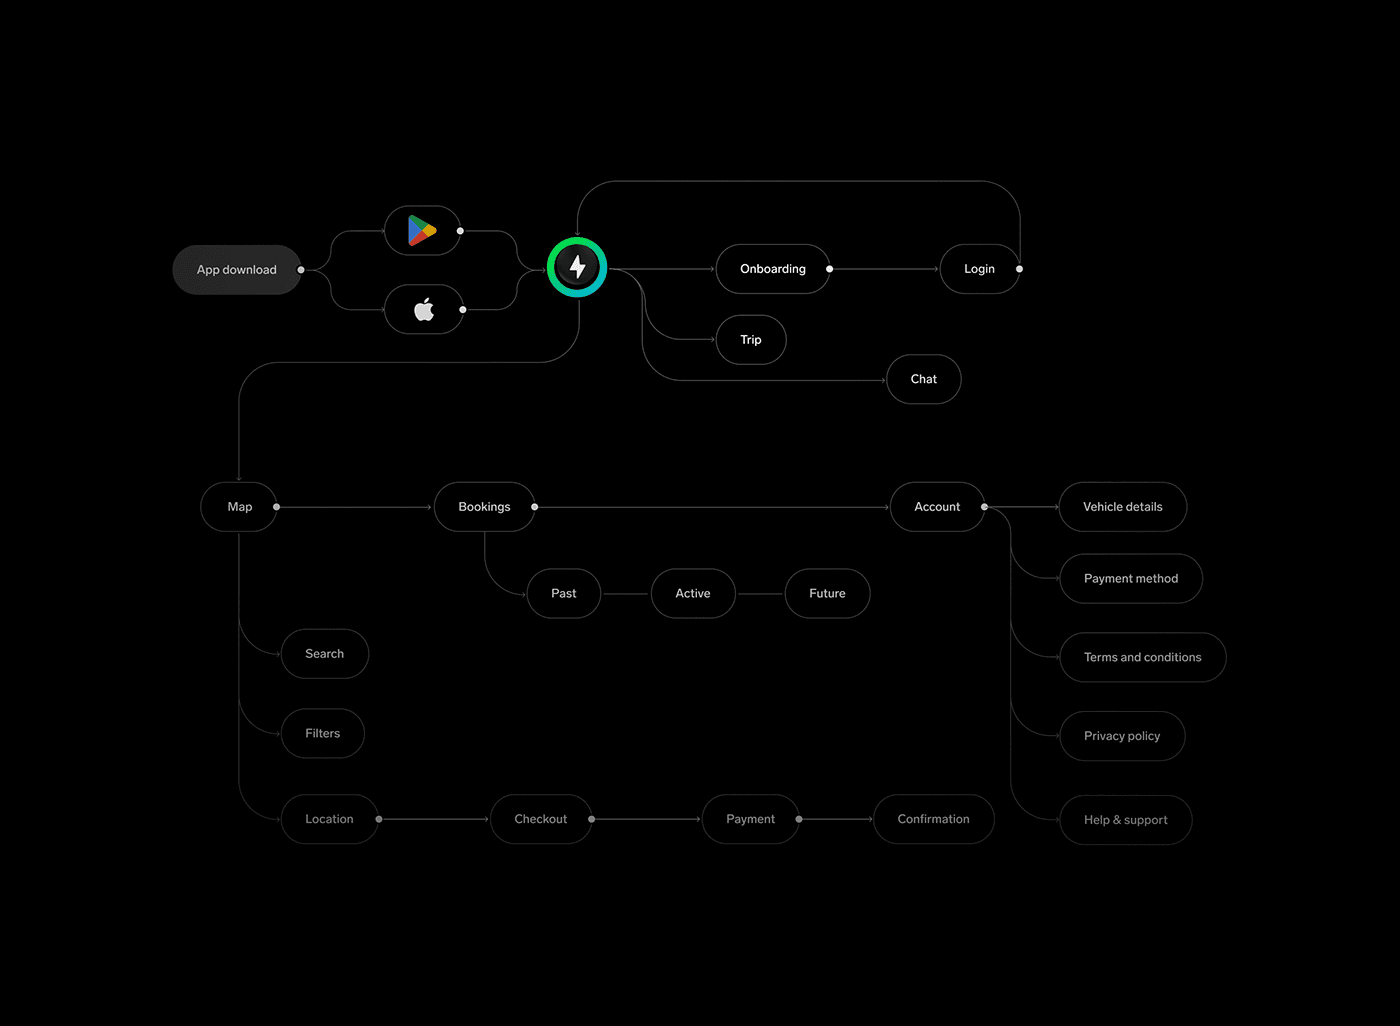 App download
Onboarding
Login
Trip
Chat
Map
Bookings
Account
Vehicle details
Past
Active
Future
Payment method
Search
Terms and conditions
Filters
Privacy policy
Location
Checkout
Payment
Confirmation
Help & support